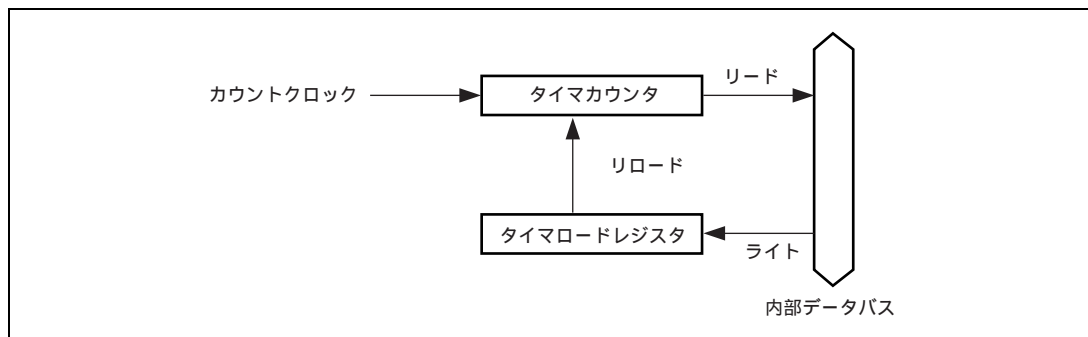 リード
カウントクロック
タイマカウンタ
リロード
タイマロードレジスタ
ライト
内部データバス